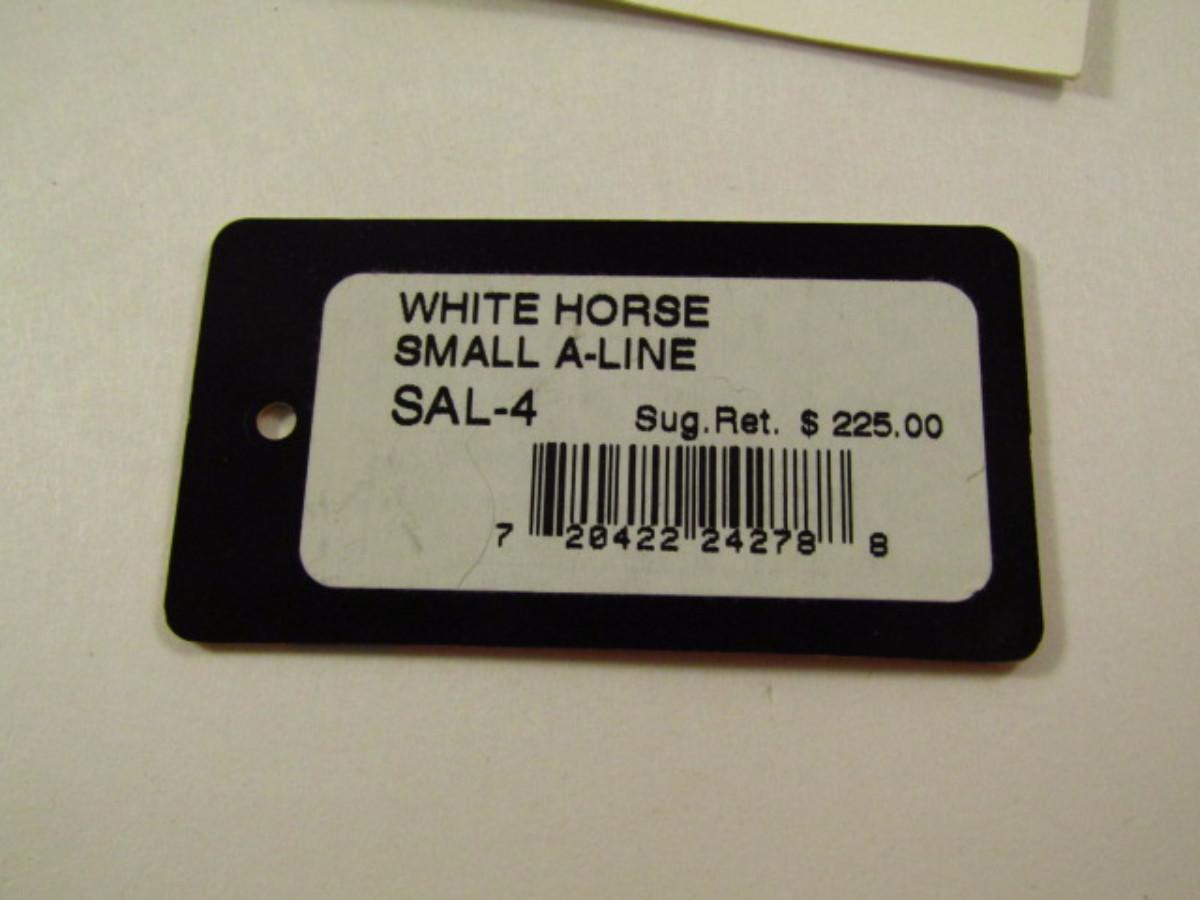 WHITE HORSE
SMALL A-LINE
SAL-4 Sug.Ret. $ 225.00
7 20422 24278 8